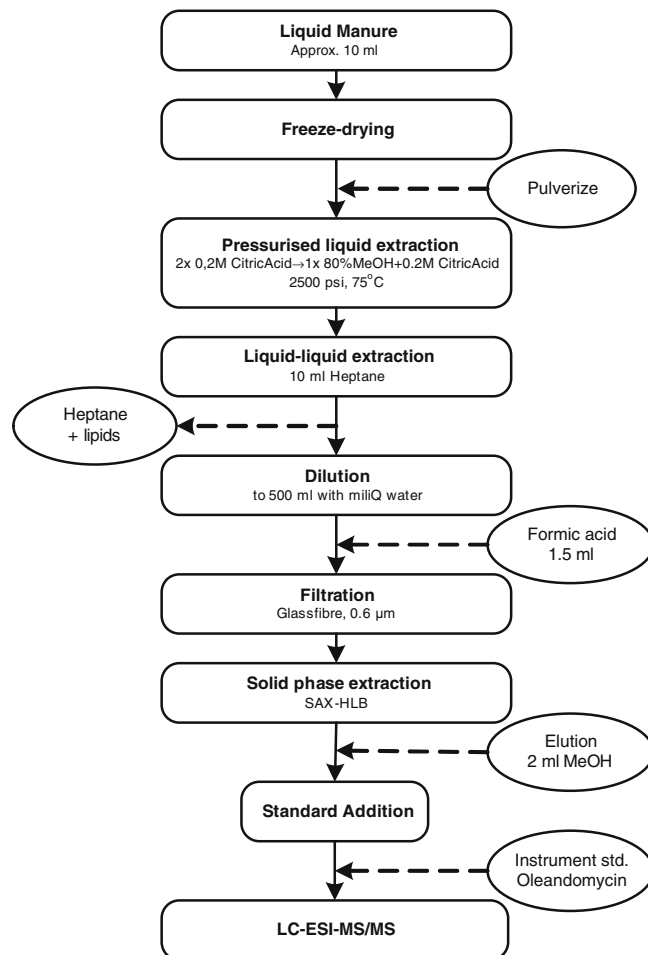 Liquid Manure
Approx. 10 ml
Freeze-drying
Pulverize
Pressurised liquid extraction
2x 0,2M CitricAcid→1x 80%MeOH+0.2M CitricAcid
2500 psi, 75°C
Liquid-liquid extraction
10 ml Heptane
Heptane
+ lipids
Dilution
to 500 ml with miliQ water
Formic acid
1.5 ml
Filtration
Glassfibre, 0.6 µm
Solid phase extraction
SAX-HLB
Elution
2 ml MeOH
Standard Addition
Instrument std.
Oleandomycin
LC-ESI-MS/MS